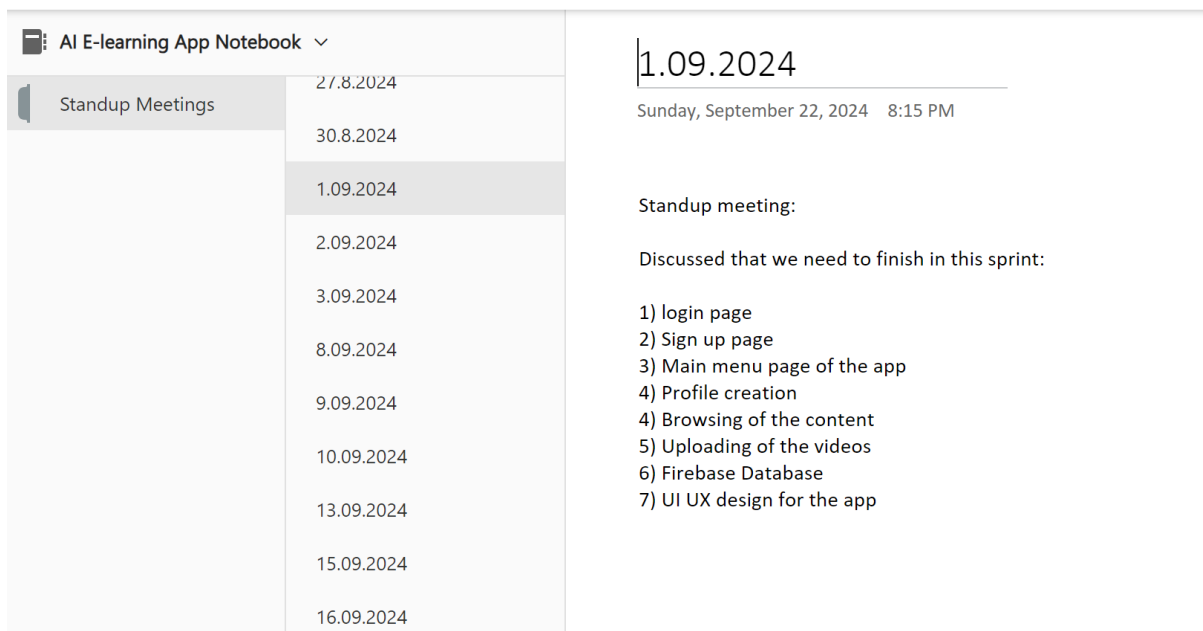 AI E-learning App Notebook
Standup Meetings
27.8.2024
30.8.2024
1.09.2024
2.09.2024
3.09.2024
8.09.2024
9.09.2024
10.09.2024
13.09.2024
15.09.2024
16.09.2024
1.09.2024
Sunday, September 22, 2024 8:15 PM
Standup meeting:
Discussed that we need to finish in this sprint:
1) login page
2) Sign up page
3) Main menu page of the app
4) Profile creation
4) Browsing of the content
5) Uploading of the videos
6) Firebase Database
7) UI UX design for the app